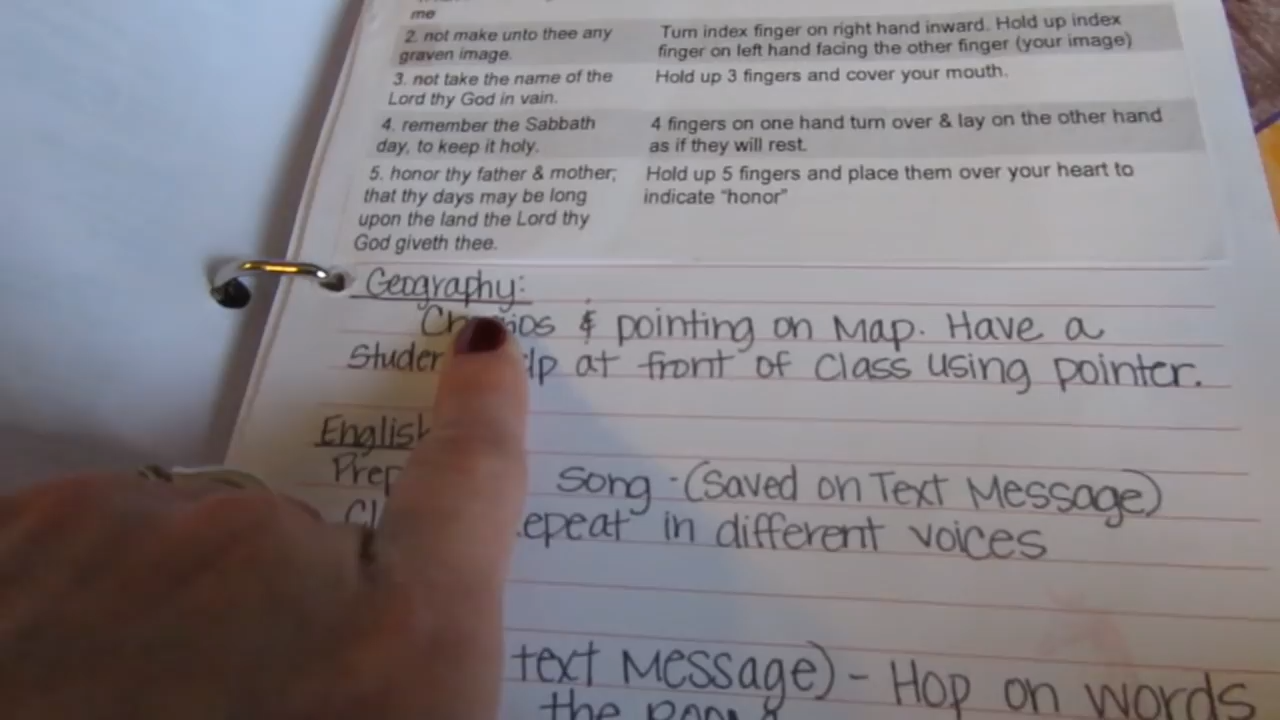 me
2. not make unto thee any
graven image.
Turn index finger on right hand inward. Hold up index
finger on left hand facing the other finger (your image)
3. not take the name of the
Lord thy God in vain.
Hold up 3 fingers and cover your mouth.
4. remember the Sabbath
day, to keep it holy.
4 fingers on one hand turn over & lay on the other hand
as if they will rest.
5. honor thy father & mother;
that thy days may be long
upon the land the Lord thy
God giveth thee.
Hold up 5 fingers and place them over your heart to
indicate "honor"
Geography:
& pointing on Map. Have a
at front of Class using pointer.
English
Song - (Saved on Text Message)
in different voices
text Message) - Hop on words
the